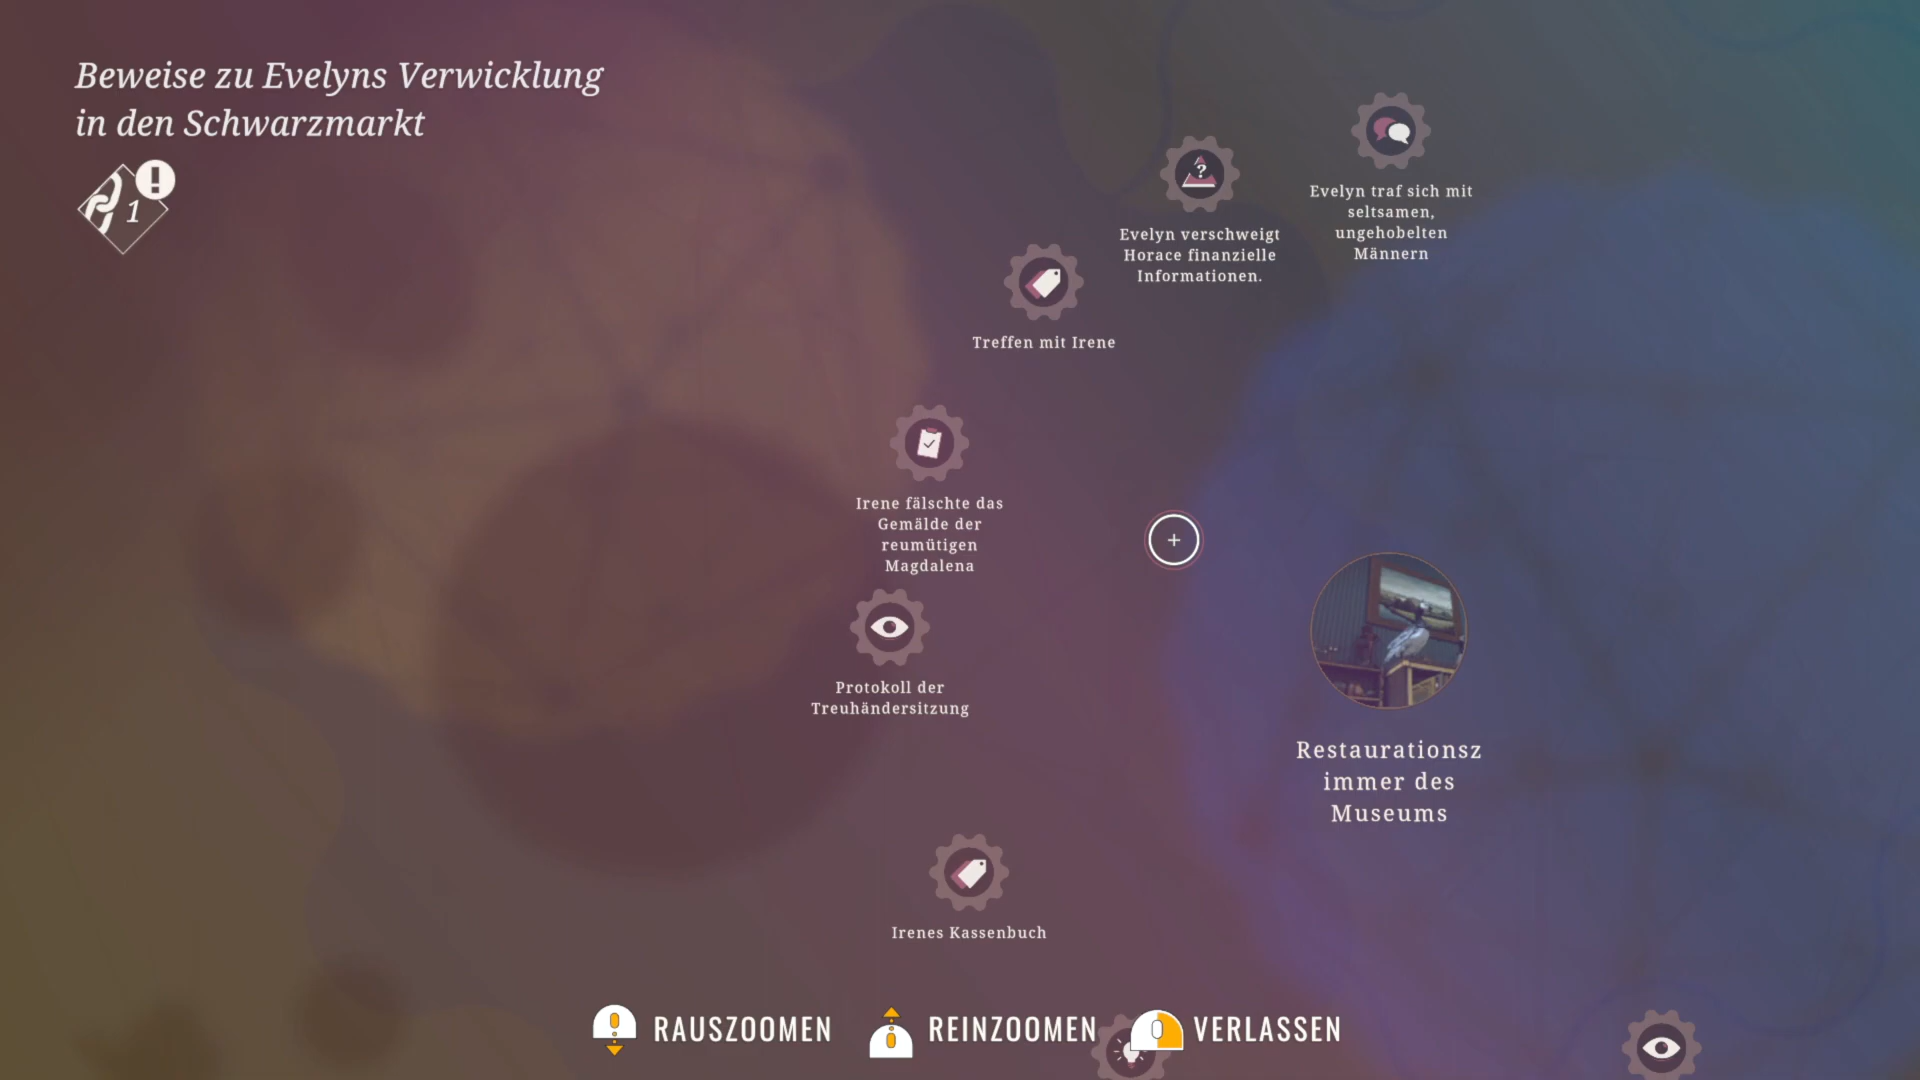 Beweise zu Evelyns Verwicklung
in den Schwarzmarkt
1
Evelyn traf sich mit
seltsamen,
ungehobelten
Männern
?
Evelyn verschweigt
Horace finanzielle
Informationen.
Treffen mit Irene
Irene fälschte das
Gemälde der
reumütigen
Magdalena
Protokoll der
Treuhändersitzung
Restaurationsz
immer des
Museums
Irenes Kassenbuch
RAUSZOOMEN
REINZOOMEN
VERLASSEN